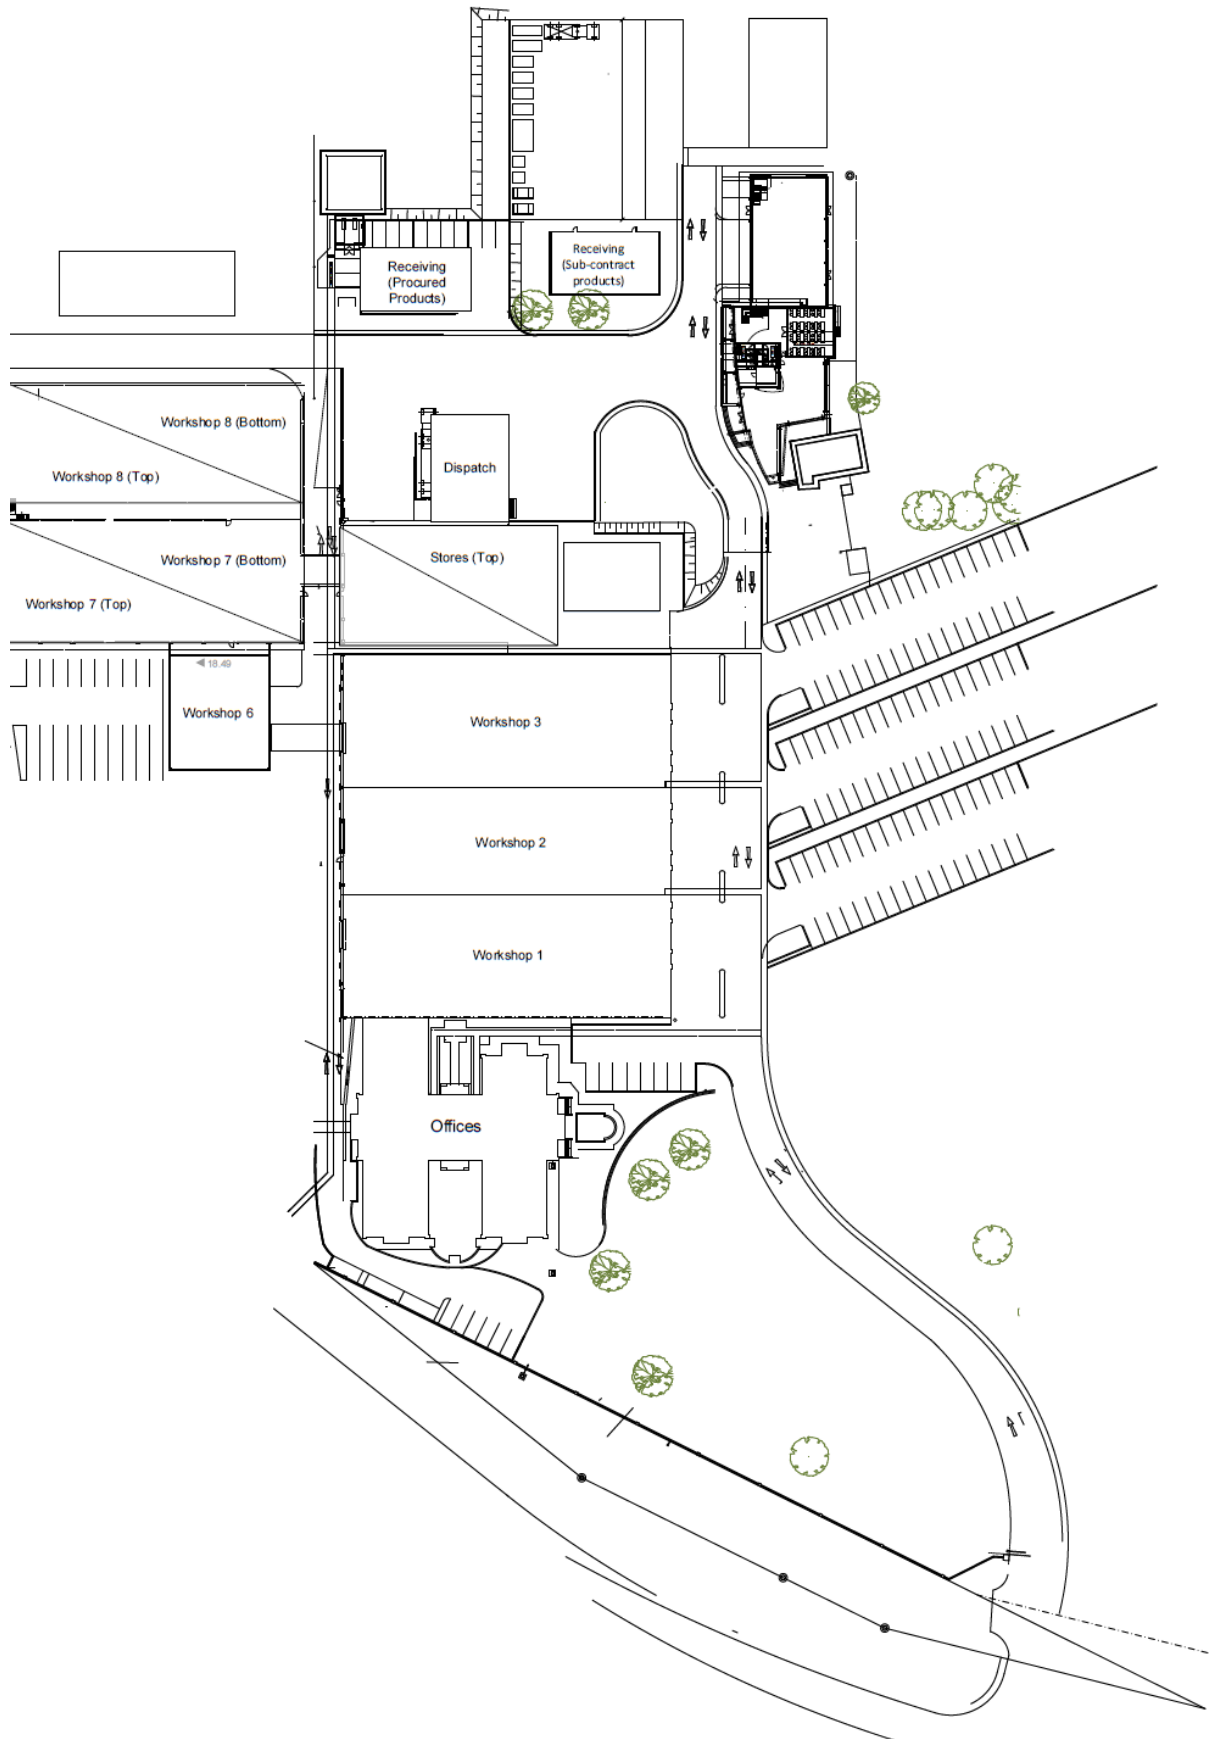 Receiving
(Procured
Products)
Receiving
(Sub-contract
products)
Workshop 8 (Bottom)
Workshop 8 (Top)
Dispatch
Workshop 7 (Bottom)
Workshop 7 (Top)
Stores (Top)
18.49
Workshop 6
Workshop 3
Workshop 2
Workshop 1
Offices